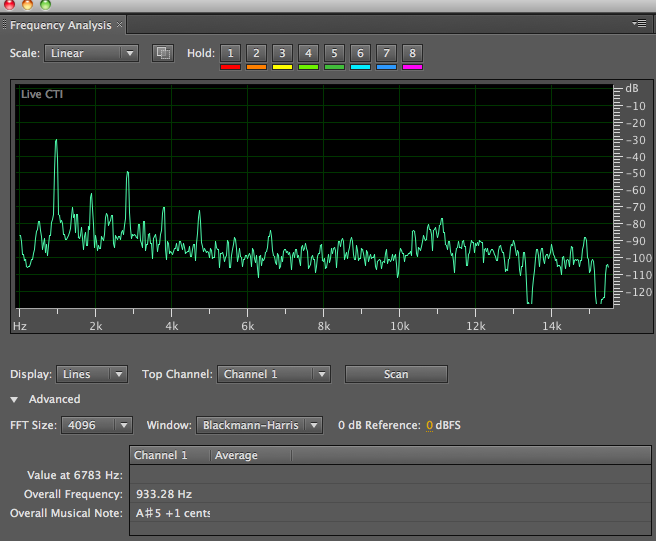 Frequency Analysis ×
Scale: Linear Hold: 1 2 3 4 5 6 7 8
Live CTI
dB
-10
-20
-30
-40
-50
-60
-70
-80
-90
-100
-110
-120
Hz 2k 4k 6k 8k 10k 12k 14k
Display: Lines Top Channel: Channel 1 Scan
Advanced
FFT Size: 4096 Window: Blackmann-Harris 0 dB Reference: 0 dBFS
Channel 1 Average
Value at 6783 Hz:
Overall Frequency: 933.28 Hz
Overall Musical Note: A♯5 +1 cents